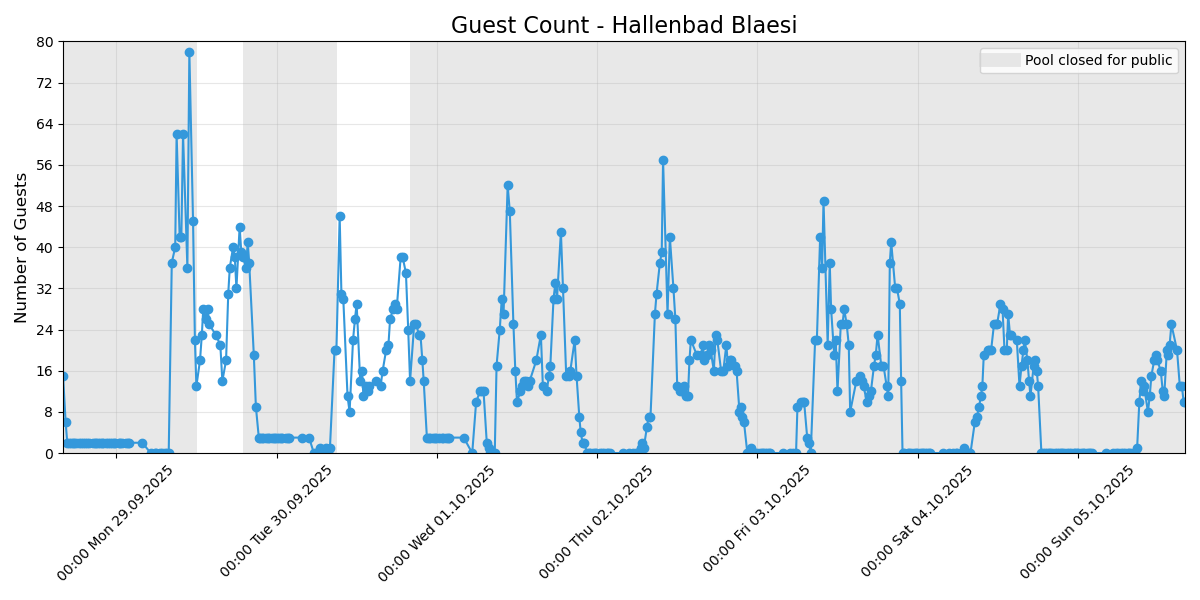 Guest Count - Hallenbad Blaesi
Pool closed for public
Number of Guests
80
72
64
56
48
40
32
24
16
8
0
00:00 Mon 29.09.2025
00:00 Tue 30.09.2025
00:00 Wed 01.10.2025
00:00 Thu 02.10.2025
00:00 Fri 03.10.2025
00:00 Sat 04.10.2025
00:00 Sun 05.10.2025